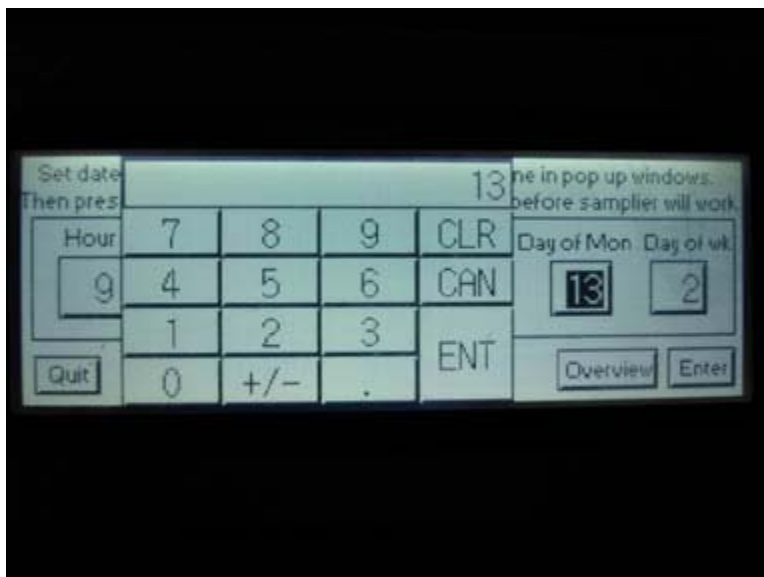 Set date
13
ne in pop up windows.
Then pres
before samplier will work.
Hour
7 8 9 CLR
Day of Mon Day of wk
9
4 5 6 CAN
13
2
1 2 3
ENT
Quit
0 +/- .
Overview
Enter